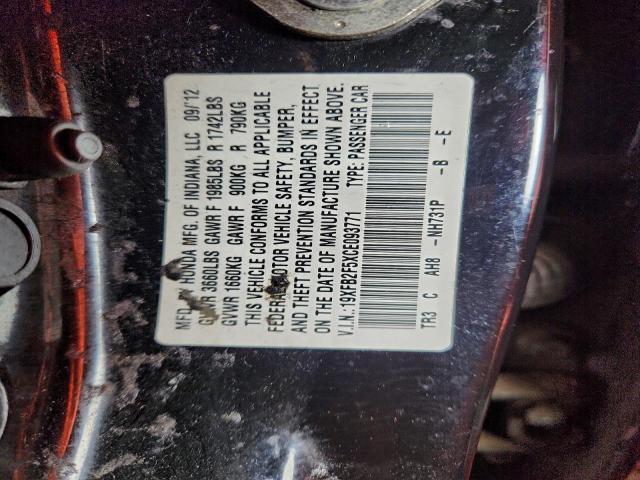 MFD. BY HONDA MFG. OF INDIANA, LLC 09/12
GVWR 3660LBS GAWR F 1985LBS R 1742LBS
GVWR 1660KG GAWR F 900KG R 790KG
THIS VEHICLE CONFORMS TO ALL APPLICABLE
FEDERAL MOTOR VEHICLE SAFETY, BUMPER,
AND THEFT PREVENTION STANDARDS IN EFFECT
ON THE DATE OF MANUFACTURE SHOWN ABOVE.
V.I.N.: 19XFB2F5XCE093771 TYPE: PASSENGER CAR
TR3 C AH8 -NH731P -B -E